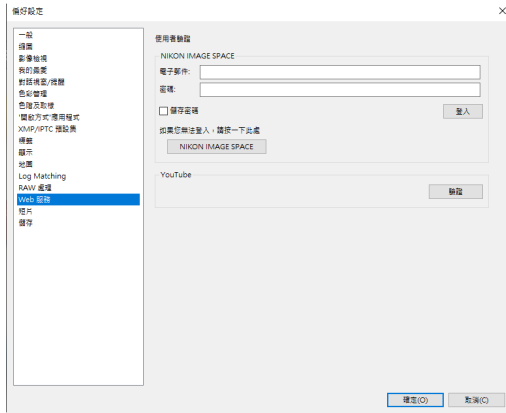 偏好設定
一般
縮圖
影像檢視
我的最愛
對話視窗/提醒
色彩管理
色階及取樣
'開啟方式'應用程式
XMP/IPTC 預設集
標籤
顯示
地圖
Log Matching
RAW 處理
Web 服務
短片
儲存
使用者驗證
NIKON IMAGE SPACE
電子郵件:
密碼:
儲存密碼
登入
如果您無法登入，請按一下此處
NIKON IMAGE SPACE
YouTube
驗證
確定(O)
取消(C)